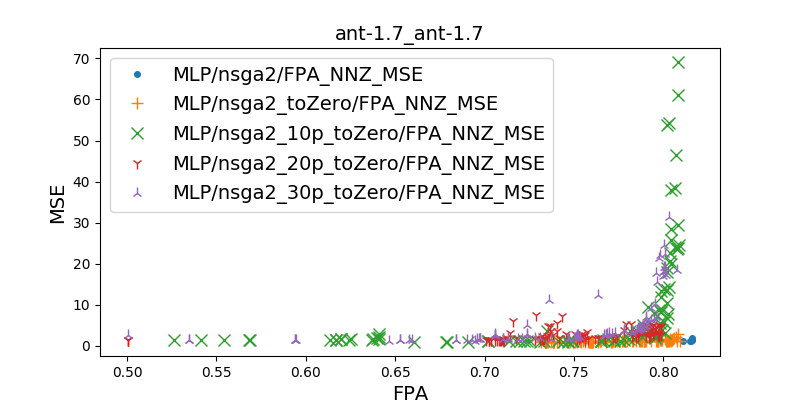 ant-1.7_ant-1.7
MLP/nsga2/FPA_NNZ_MSE
MLP/nsga2_toZero/FPA_NNZ_MSE
MLP/nsga2_10p_toZero/FPA_NNZ_MSE
MLP/nsga2_20p_toZero/FPA_NNZ_MSE
MLP/nsga2_30p_toZero/FPA_NNZ_MSE
MSE
70
60
50
40
30
20
10
0
0.50 0.55 0.60 0.65 0.70 0.75 0.80
FPA